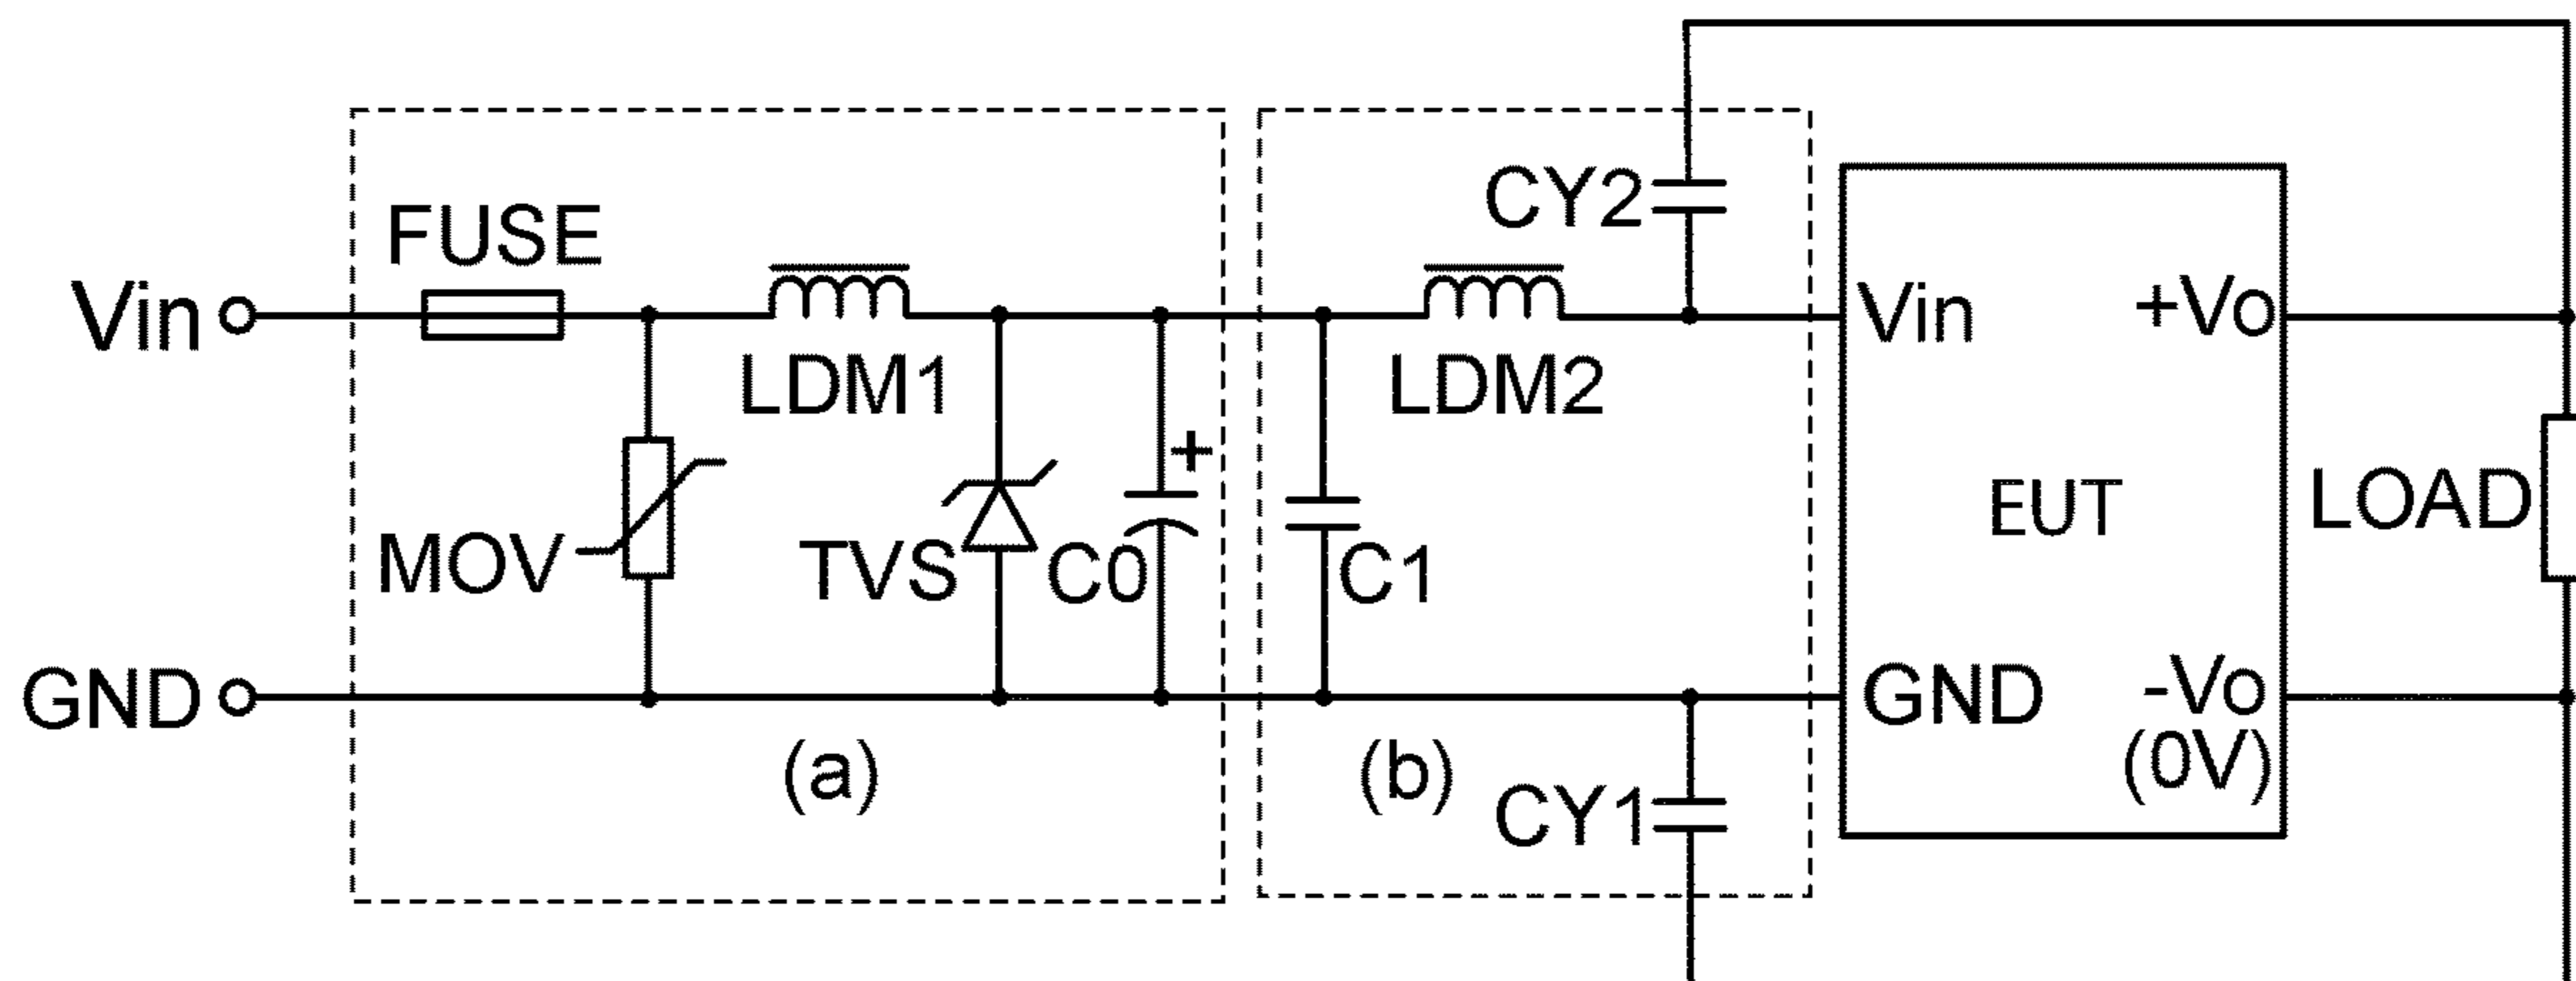 CY2
FUSE
Vin
Vin
+Vo
LDM1
LDM2
+
EUT
LOAD
MOV
TVS
C0
C1
GND
GND
-Vo
(0V)
(a)
(b)
CY1